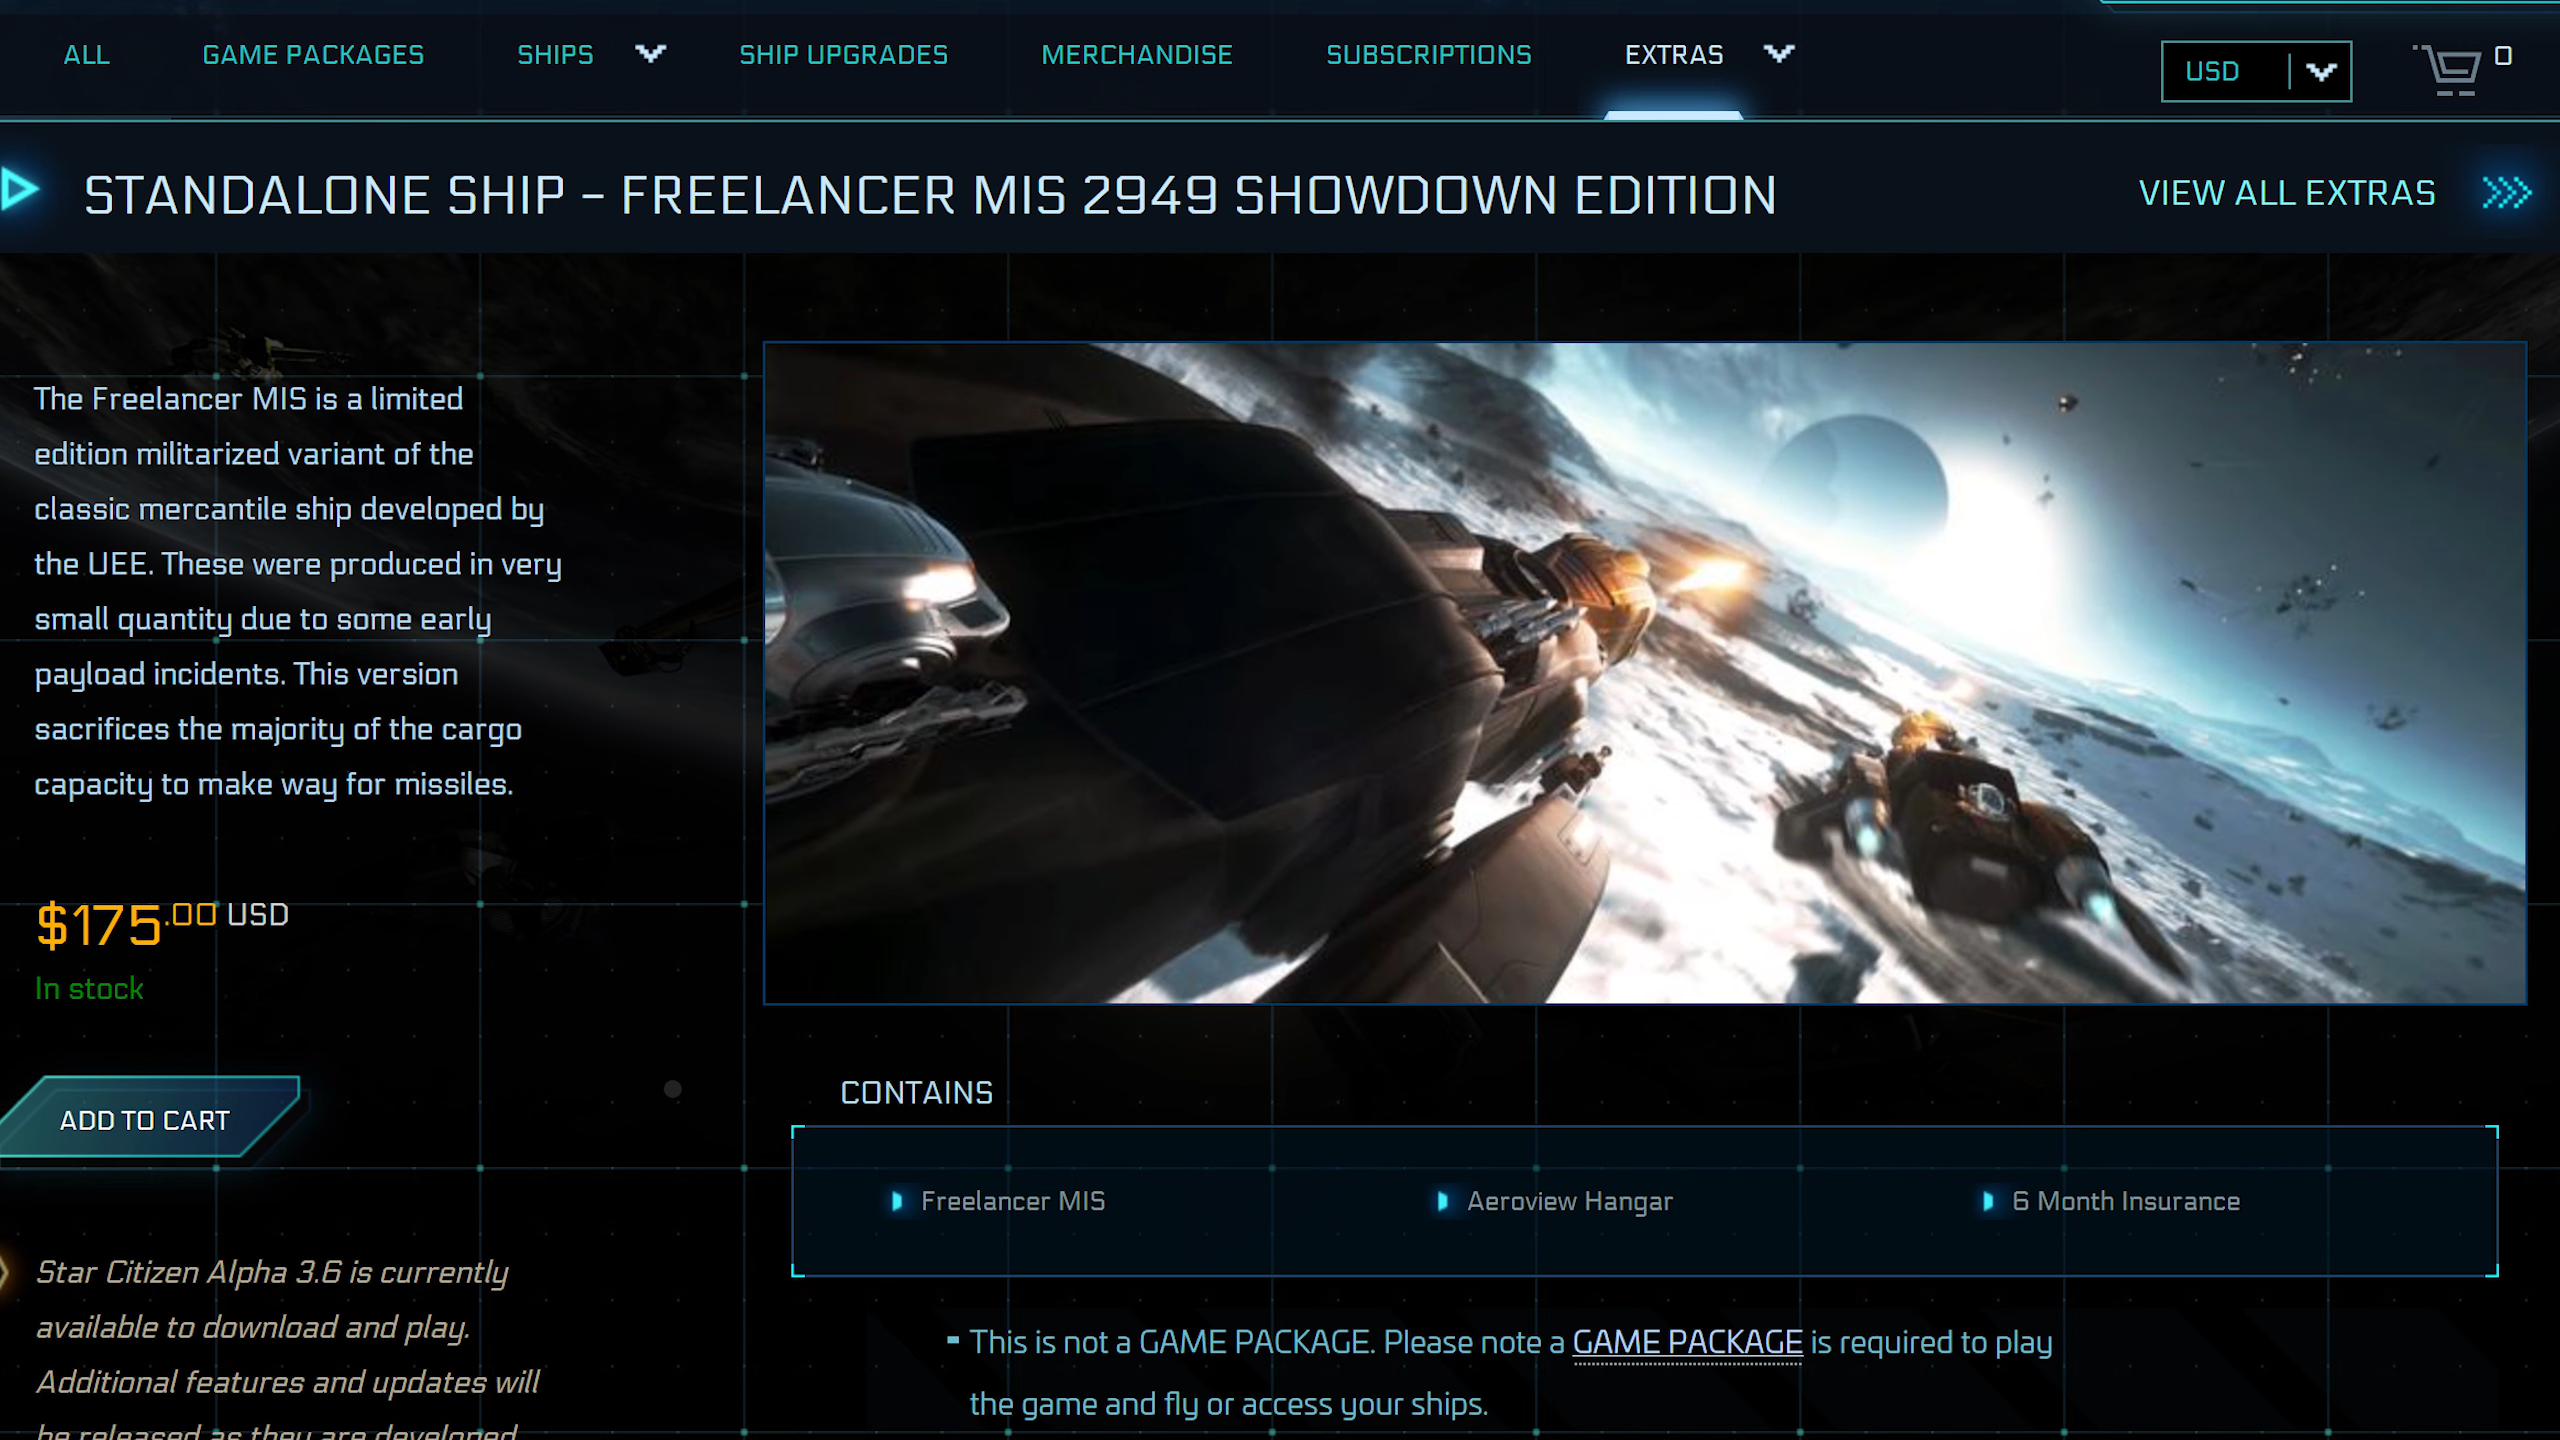 ALL GAME PACKAGES SHIPS SHIP UPGRADES MERCHANDISE SUBSCRIPTIONS EXTRAS USD 0
STANDALONE SHIP - FREELANCER MIS 2949 SHOWDOWN EDITION
VIEW ALL EXTRAS
The Freelancer MIS is a limited
edition militarized variant of the
classic mercantile ship developed by
the UEE. These were produced in very
small quantity due to some early
payload incidents. This version
sacrifices the majority of the cargo
capacity to make way for missiles.
$175.00 USD
In stock
ADD TO CART
Star Citizen Alpha 3.6 is currently
available to download and play.
Additional features and updates will
be released as they are developed
CONTAINS
Freelancer MIS
Aeroview Hangar
6 Month Insurance
This is not a GAME PACKAGE. Please note a GAME PACKAGE is required to play
the game and fly or access your ships.